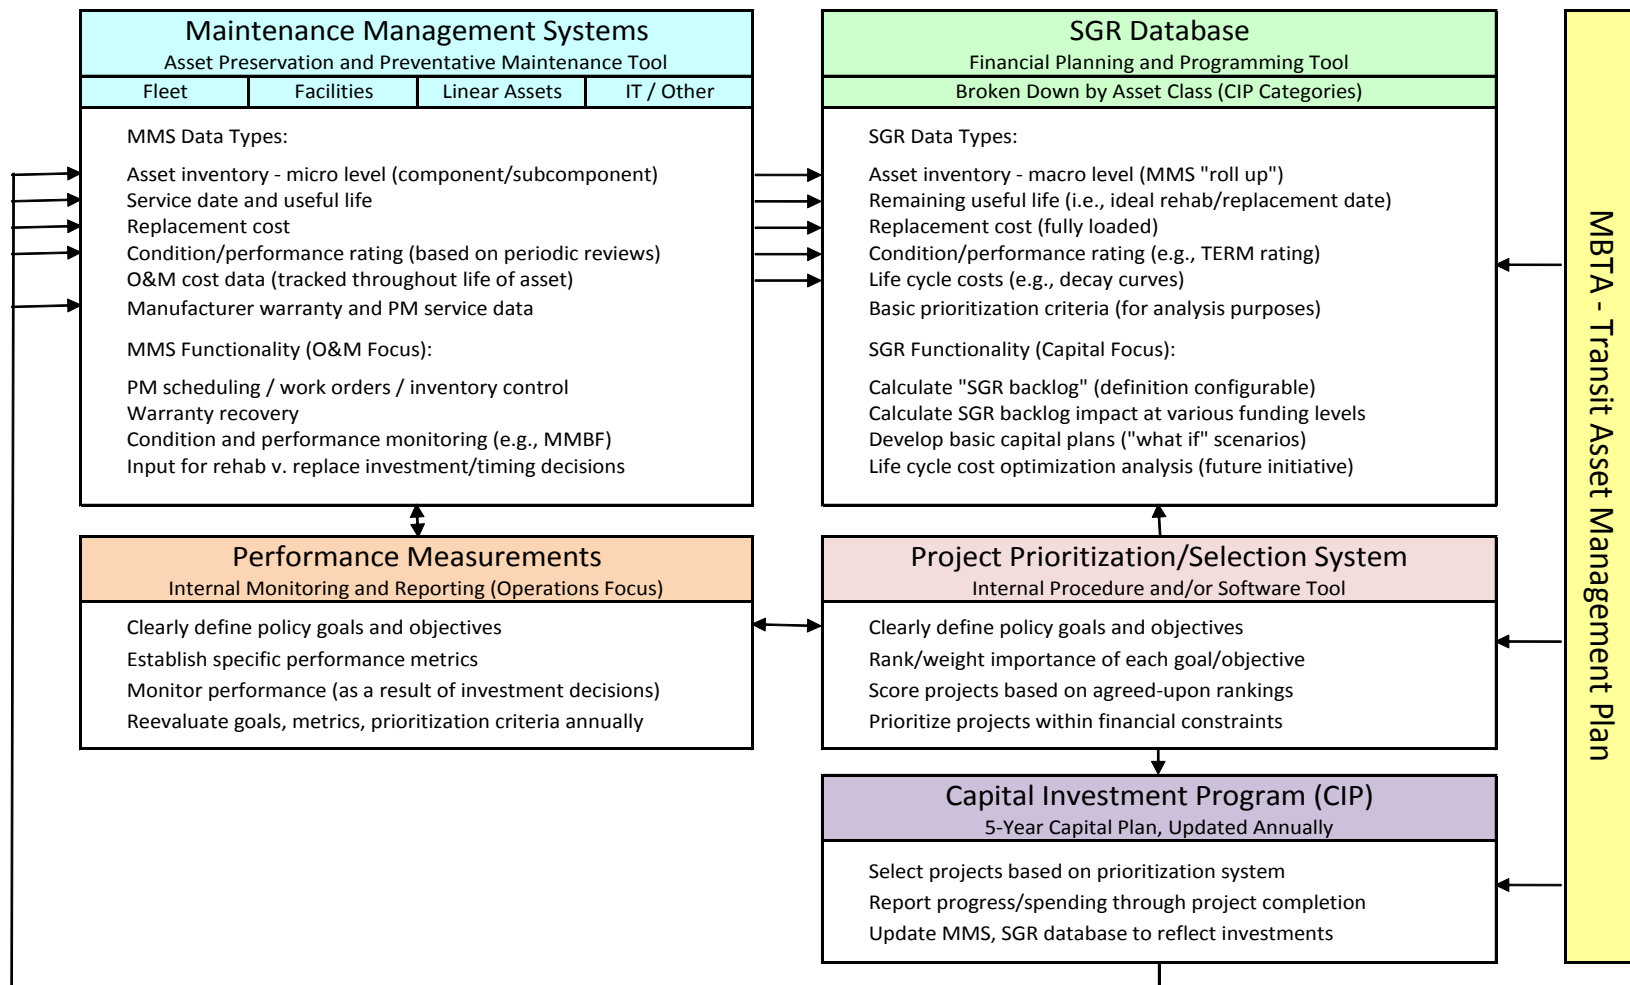 Maintenance Management Systems
Asset Preservation and Preventative Maintenance Tool
Fleet
Facilities
Linear Assets
IT / Other
MMS Data Types:
Asset inventory - micro level (component/subcomponent)
Service date and useful life
Replacement cost
Condition/performance rating (based on periodic reviews)
O&M cost data (tracked throughout life of asset)
Manufacturer warranty and PM service data
MMS Functionality (O&M Focus):
PM scheduling / work orders / inventory control
Warranty recovery
Condition and performance monitoring (e.g., MMBF)
Input for rehab v. replace investment/timing decisions
SGR Database
Financial Planning and Programming Tool
Broken Down by Asset Class (CIP Categories)
SGR Data Types:
Asset inventory - macro level (MMS "roll up")
Remaining useful life (i.e., ideal rehab/replacement date)
Replacement cost (fully loaded)
Condition/performance rating (e.g., TERM rating)
Life cycle costs (e.g., decay curves)
Basic prioritization criteria (for analysis purposes)
SGR Functionality (Capital Focus):
Calculate "SGR backlog" (definition configurable)
Calculate SGR backlog impact at various funding levels
Develop basic capital plans ("what if" scenarios)
Life cycle cost optimization analysis (future initiative)
Performance Measurements
Internal Monitoring and Reporting (Operations Focus)
Clearly define policy goals and objectives
Establish specific performance metrics
Monitor performance (as a result of investment decisions)
Reevaluate goals, metrics, prioritization criteria annually
Project Prioritization/Selection System
Internal Procedure and/or Software Tool
Clearly define policy goals and objectives
Rank/weight importance of each goal/objective
Score projects based on agreed-upon rankings
Prioritize projects within financial constraints
Capital Investment Program (CIP)
5-Year Capital Plan, Updated Annually
Select projects based on prioritization system
Report progress/spending through project completion
Update MMS, SGR database to reflect investments
MBTA - Transit Asset Management Plan